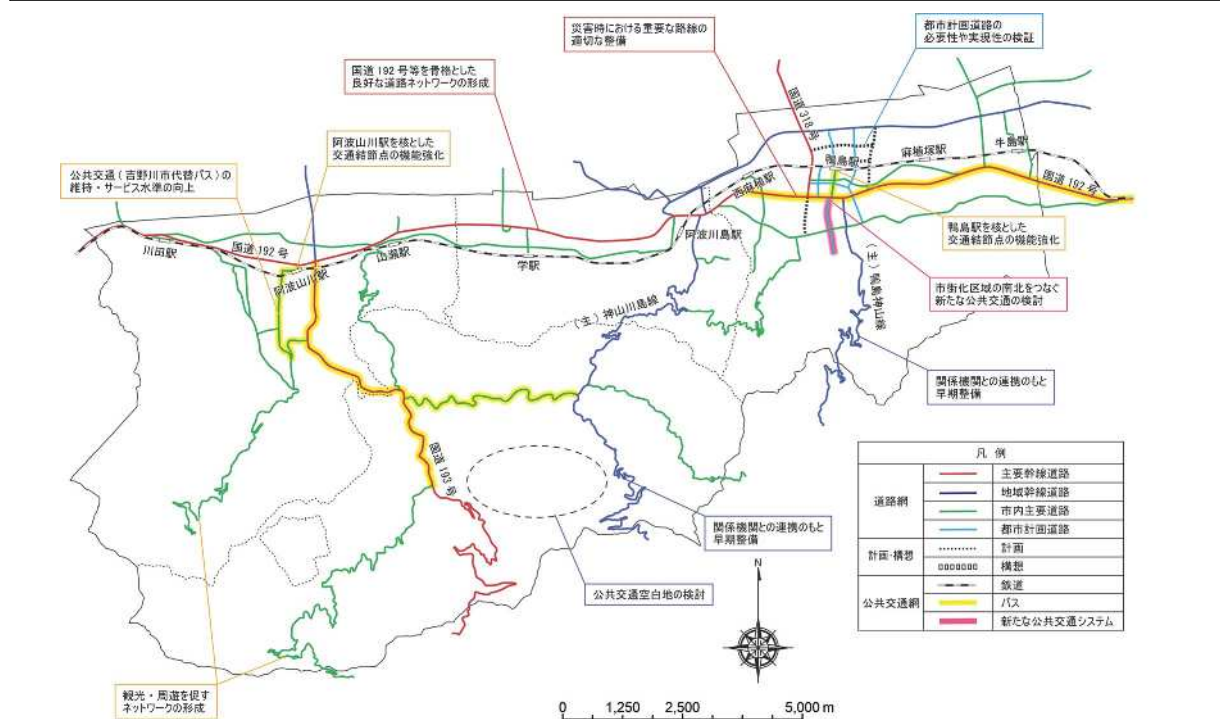 災害時における重要な路線の
適切な整備
都市計画道路の
必要性や実現性の検証
国道 192 号等を骨格とした
良好な道路ネットワークの形成
国道 318 号
阿波山川駅を核とした
交通結節点の機能強化
公共交通(吉野川市代替バス)の
維持・サービス水準の向上
牛島駅
麻植塚駅
鴨島駅
西麻植駅
国道 192 号
鴨島駅を核とした
交通結節点の機能強化
阿波川島駅
川田駅
国道 192 号
阿波山川駅
山瀬駅
学駅
市街化区域の南北をつなぐ
新たな公共交通の検討
(主)神山川島線
(主)鴨島神山線
関係機関との連携のもと
早期整備
国道 193 号
関係機関との連携のもと
早期整備
公共交通空白地の検討
観光・周遊を促す
ネットワークの形成
凡 例
道路網
主要幹線道路
地域幹線道路
市内主要道路
都市計画道路
計画・構想
計画
構想
公共交通網
鉄道
バス
新たな公共交通システム
N
0 1,250 2,500 5,000 m